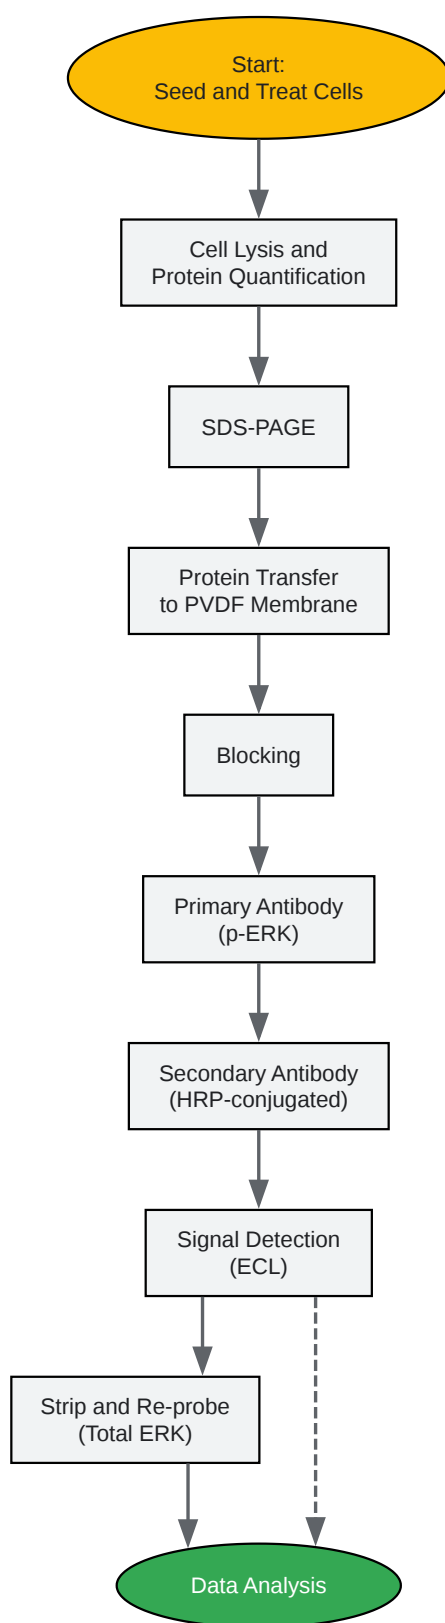 Start:
Seed and Treat Cells
Cell Lysis and
Protein Quantification
SDS-PAGE
Protein Transfer
to PVDF Membrane
Blocking
Primary Antibody
(p-ERK)
Secondary Antibody
(HRP-conjugated)
Signal Detection
(ECL)
Strip and Re-probe
(Total ERK)
Data Analysis